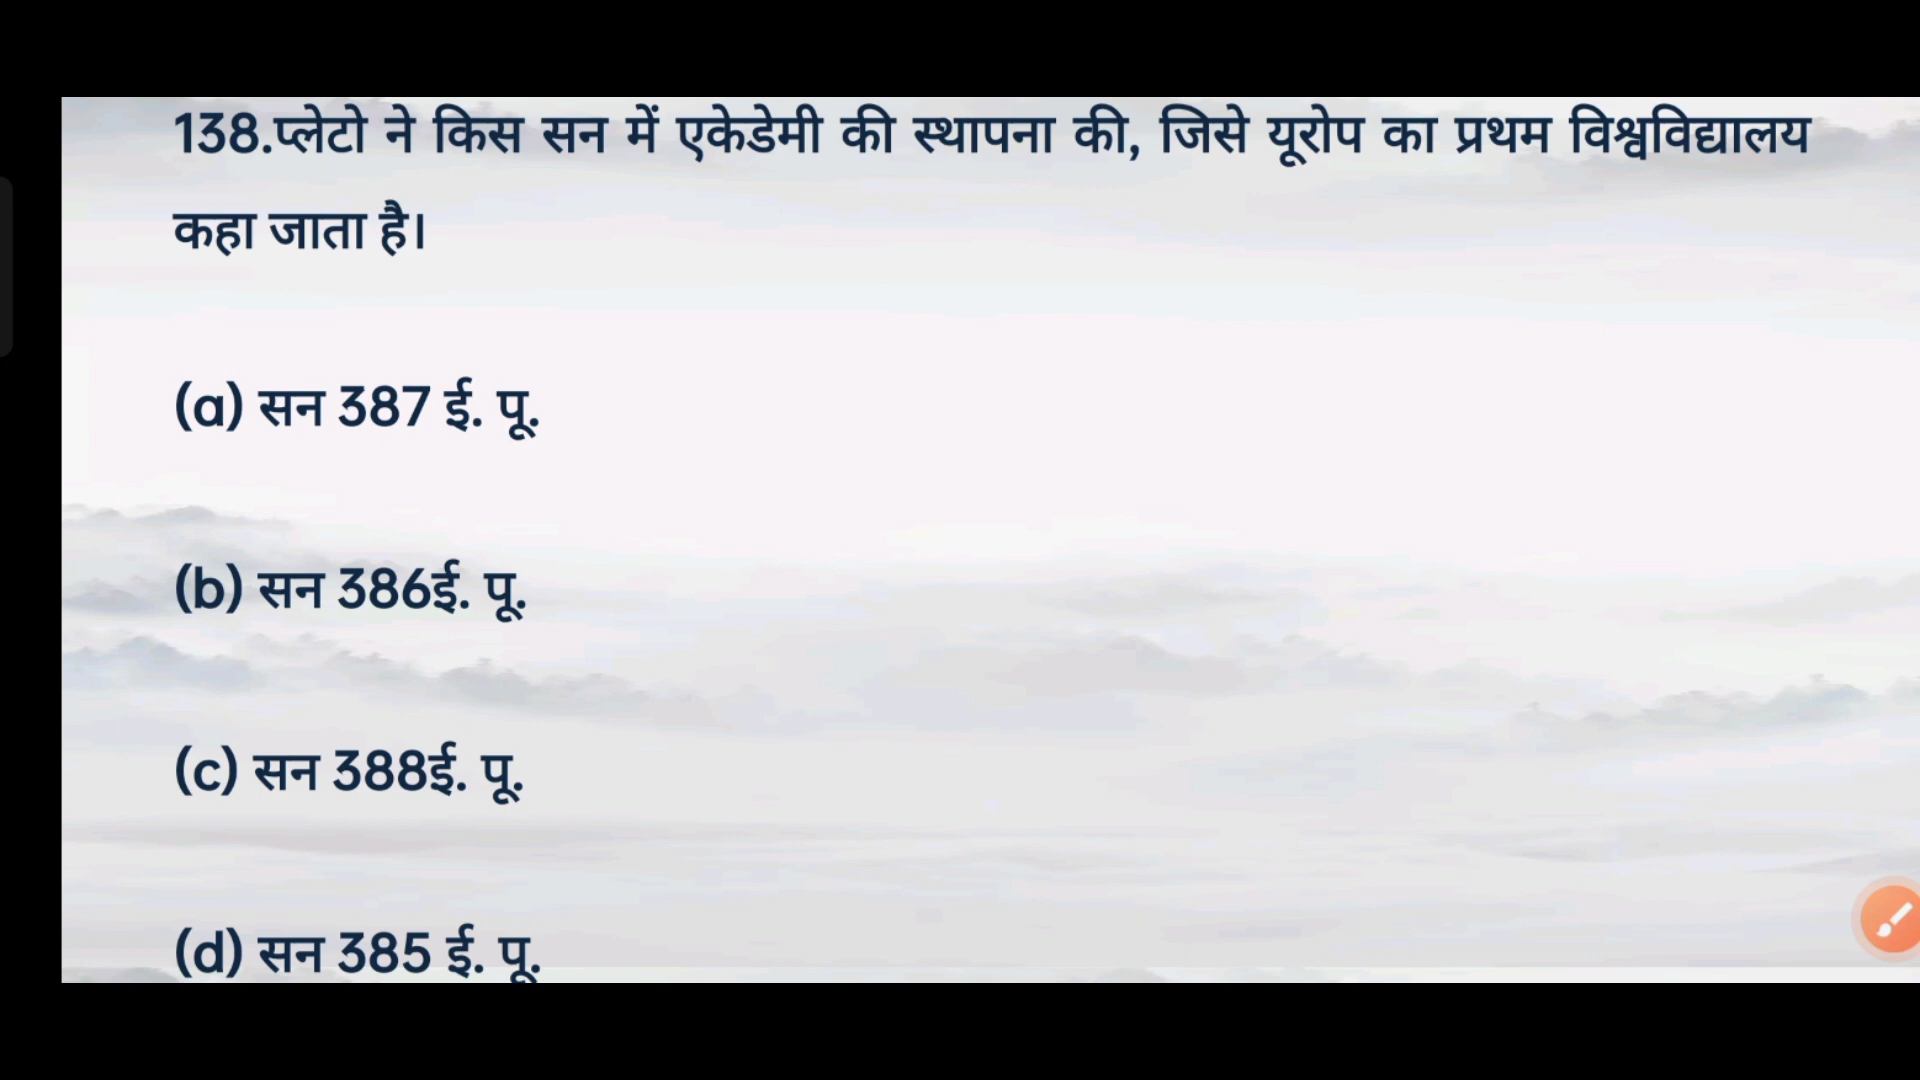 138.प्लेटो ने किस सन में एकेडेमी की स्थापना की, जिसे यूरोप का प्रथम विश्वविद्यालय
कहा जाता है।
(a) सन 387 ई. पू.
(b) सन 386ई. पू.
(c) सन 388ई. पू.
(d) सन 385 ई. पू.